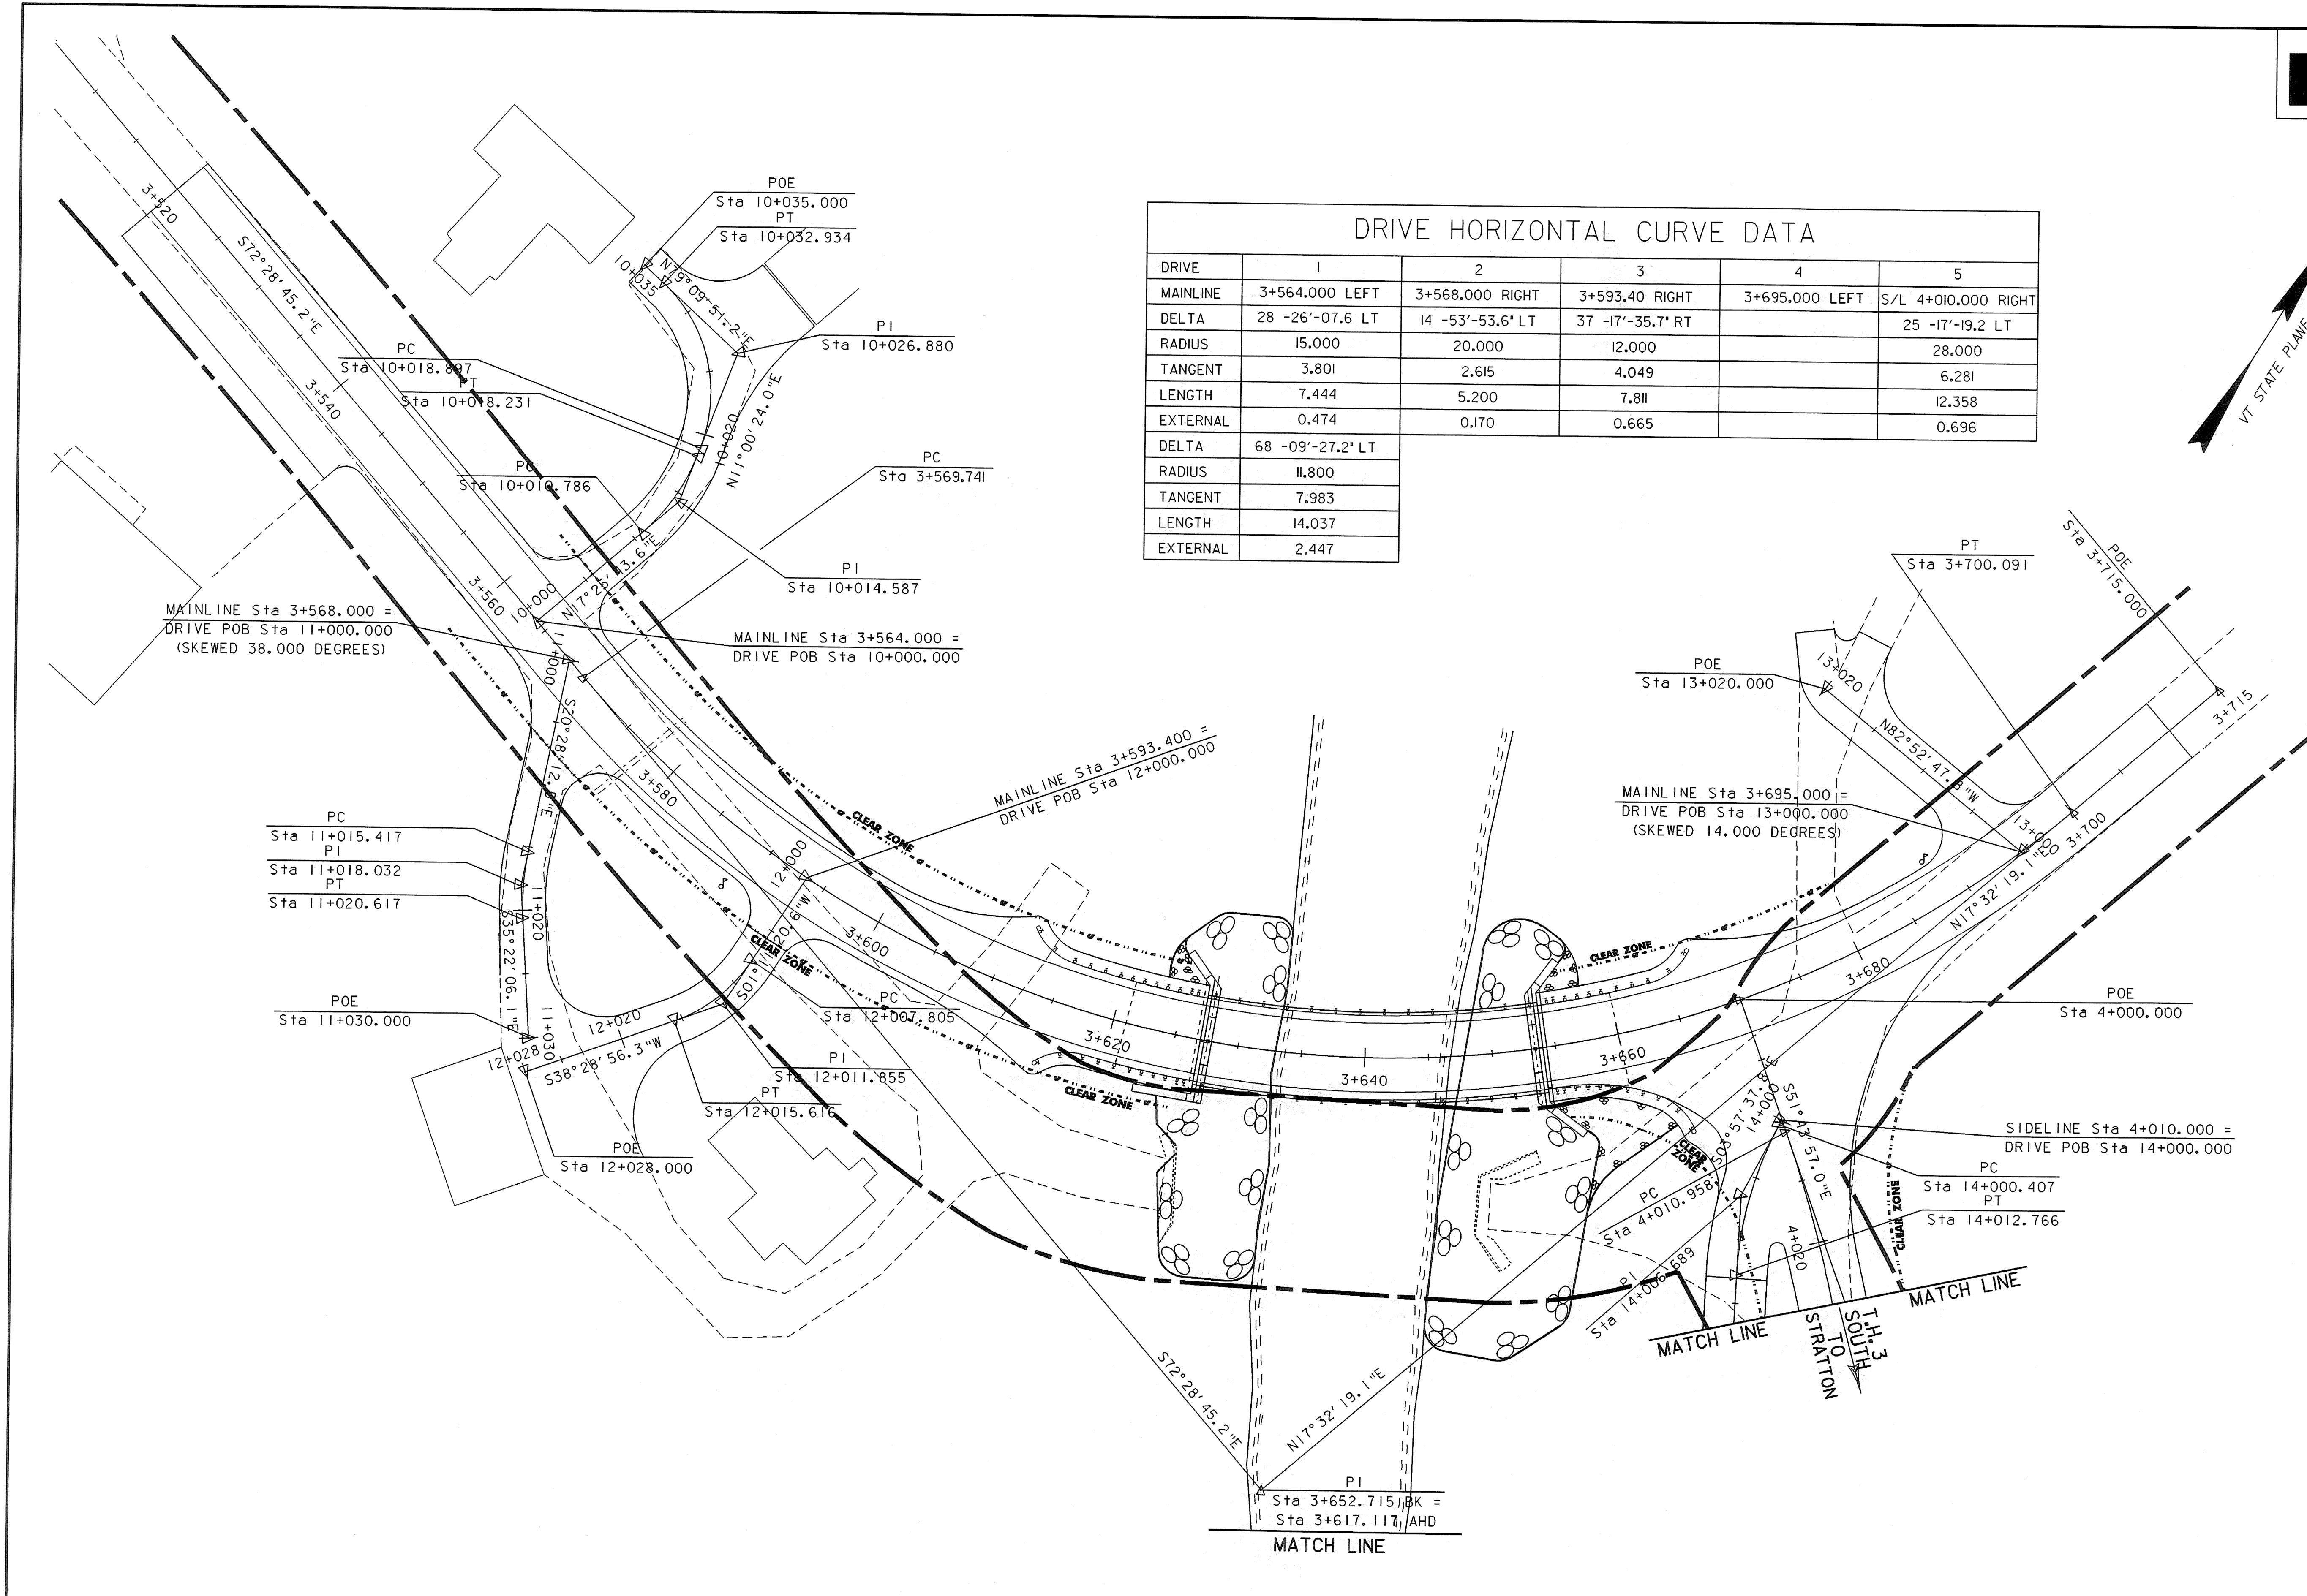 DRIVE HORIZONTAL CURVE DATA
DRIVE 1 2 3 4 5
MAINLINE 3+564.000 LEFT 3+568.000 RIGHT 3+593.40 RIGHT 3+695.000 LEFT S/L 4+010.000 RIGHT
DELTA 28 -26'-07.6 LT 14 -53'-53.6" LT 37 -17'-35.7" RT 25 -17'-19.2 LT
RADIUS 15.000 20.000 12.000 28.000
TANGENT 3.801 2.615 4.049 6.281
LENGTH 7.444 5.200 7.811 12.358
EXTERNAL 0.474 0.170 0.665 0.696
DELTA 68 -09'-27.2" LT
RADIUS 11.800
TANGENT 7.983
LENGTH 14.037
EXTERNAL 2.447
VT STATE PLANE
3+520
S72°28'45.2"E
3+540
POE
Sta 10+035.000
PT
Sta 10+032.934
10+035
N79°09'51.2"E
PI
Sta 10+026.880
PC
Sta 10+018.897
PT
Sta 10+018.231
10+020
N11°00'24.0"E
PC
Sta 10+010.786
PC
Sta 3+569.741
PI
Sta 10+014.587
3+560
10+000
MAINLINE Sta 3+568.000 =
DRIVE POB Sta 11+000.000
(SKEWED 38.000 DEGREES)
11+000
MAINLINE Sta 3+564.000 =
DRIVE POB Sta 10+000.000
3+580
MAINLINE Sta 3+593.400 =
DRIVE POB Sta 12+000.000
CLEAR ZONE
PC
Sta 11+015.417
PI
Sta 11+018.032
PT
Sta 11+020.617
11+020
S35°22'06.1"E
POE
Sta 11+030.000
11+030
12+000
3+600
CLEAR ZONE
PC
Sta 12+007.805
12+020
12+028
S38°28'56.3"W
PI
Sta 12+011.855
PT
Sta 12+015.616
POE
Sta 12+028.000
3+620
CLEAR ZONE
3+640
3+660
CLEAR ZONE
3+680
PT
Sta 3+700.091
POE
Sta 3+715.000
3+715
POE
Sta 13+020.000
13+020
N82°52'47.3"W
MAINLINE Sta 3+695.000 =
DRIVE POB Sta 13+000.000
(SKEWED 14.000 DEGREES)
3+700
N17°32'19.1"E
POE
Sta 4+000.000
S03°57'37.8"E
14+000
S51°43'57.0"E
CLEAR
ZONE
SIDELINE Sta 4+010.000 =
DRIVE POB Sta 14+000.000
PC
Sta 14+000.407
PT
Sta 14+012.766
PC
Sta 4+010.958
PI
Sta 14+006.689
4+020
CLEAR ZONE
MATCH LINE
MATCH LINE
T.H. 3
SOUTH
TO
STRATTON
S72°28'45.2"E
N17°32'19.1"E
PI
Sta 3+652.715 BK =
Sta 3+617.117 AHD
MATCH LINE